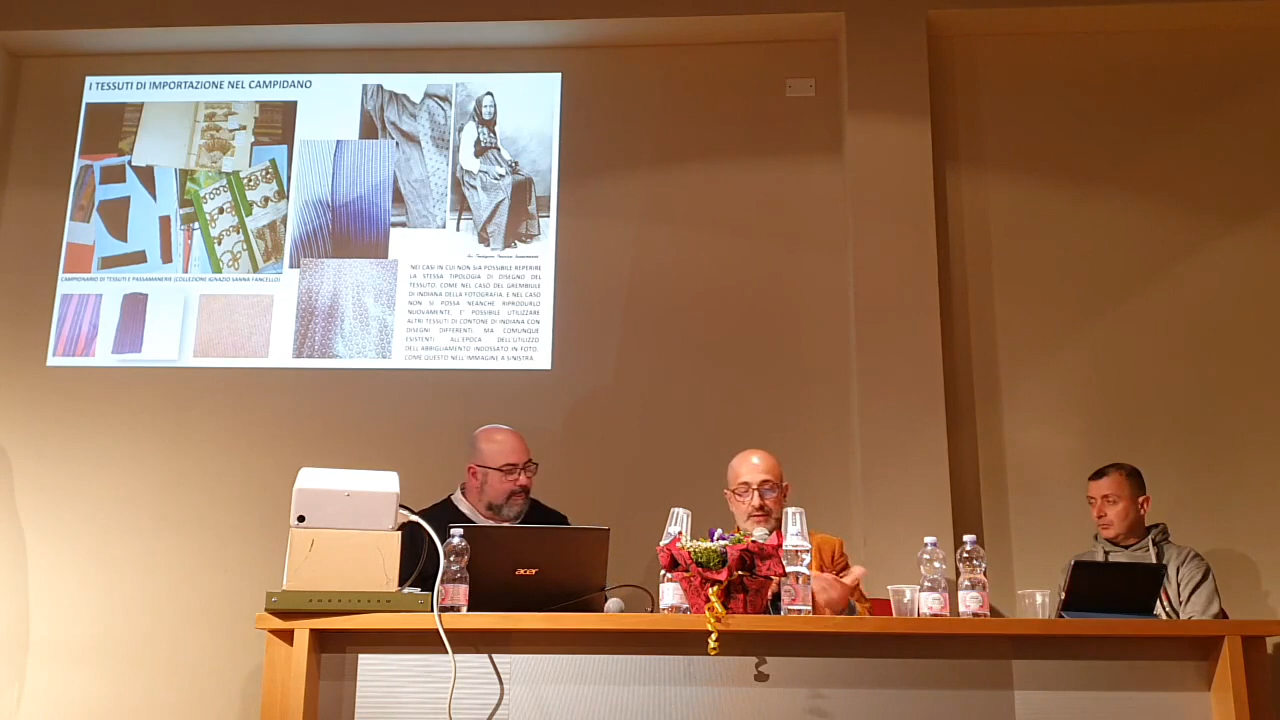 I TESSUTI DI IMPORTAZIONE NEL CAMPIDANO
CAMPIONARIO DI TESSUTI E PASSAMANERIE (COLLEZIONE IGNAZIO SANNA FANCELLO)
NEI CASI IN CUI NON SIA POSSIBILE REPERIRE
LA STESSA TIPOLOGIA DI DISEGNO DEL
TESSUTO, COME NEL CASO DEL GREMBIULE
DI INDIANA DELLA FOTOGRAFIA, E NEL CASO
NON SI POSSA NEANCHE RIPRODURLO
NUOVAMENTE, E' POSSIBILE UTILIZZARE
ALTRI TESSUTI DI CONTONE DI INDIANA CON
DISEGNI DIFFERENTI, MA COMUNQUE
ESISTENTI ALL'EPOCA DELL'UTILIZZO
DELL'ABBIGLIAMENTO INDOSSATO IN FOTO,
COME QUESTO NELL'IMMAGINE A SINISTRA.
acer